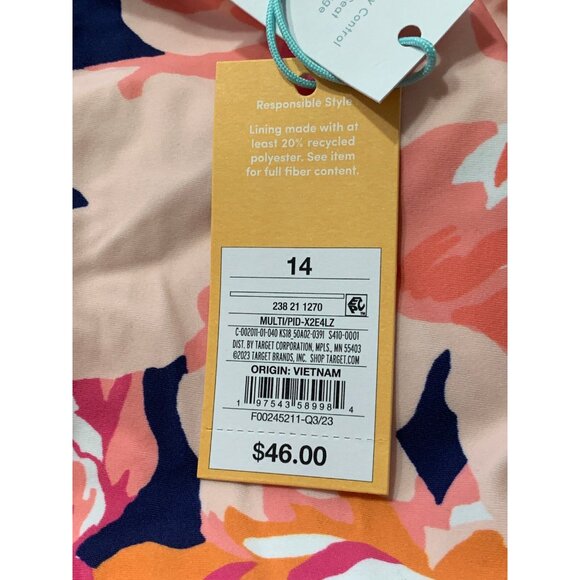 Control
Responsible Style
Lining made with at
least 20% recycled
polyester. See item
for full fiber content.
14
238 21 1270
MULTI/PID-X2E4LZ
C-002011-01-040 KS18_50A02-0391 S410-0001
DIST. BY TARGET CORPORATION, MPLS., MN 55403
©2023 TARGET BRANDS, INC. SHOP TARGET.COM
ORIGIN: VIETNAM
1 97543 58998 4
F00245211-Q3/23
$46.00